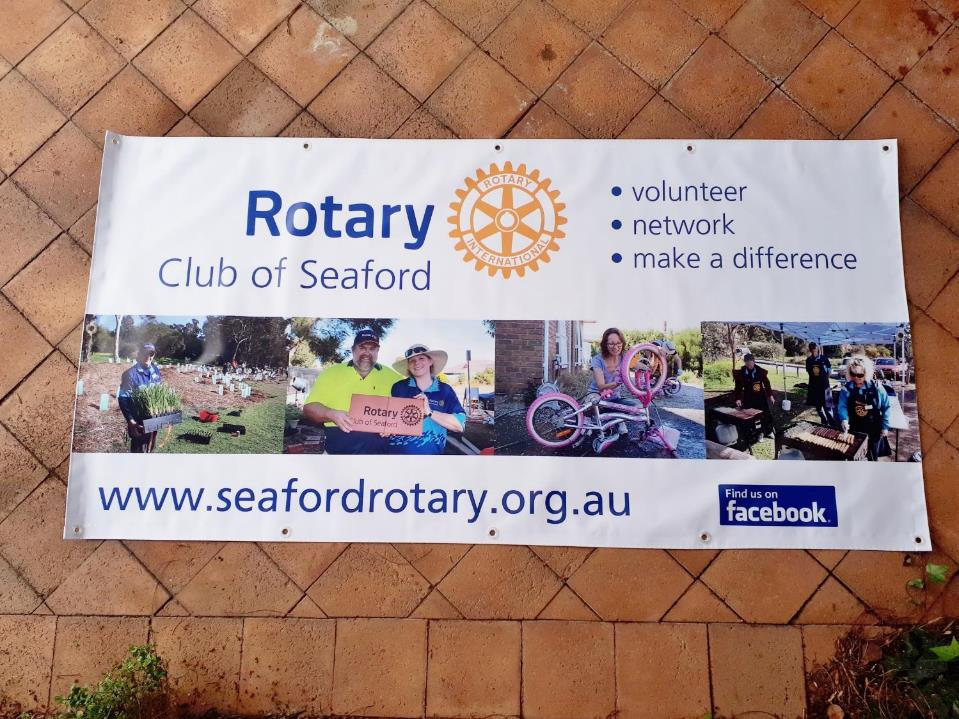 Rotary
Club of Seaford
ROTARY
INTERNATIONAL
• volunteer
• network
• make a difference
Rotary
Club of Seaford
www.seafordrotary.org.au
Find us on
facebook